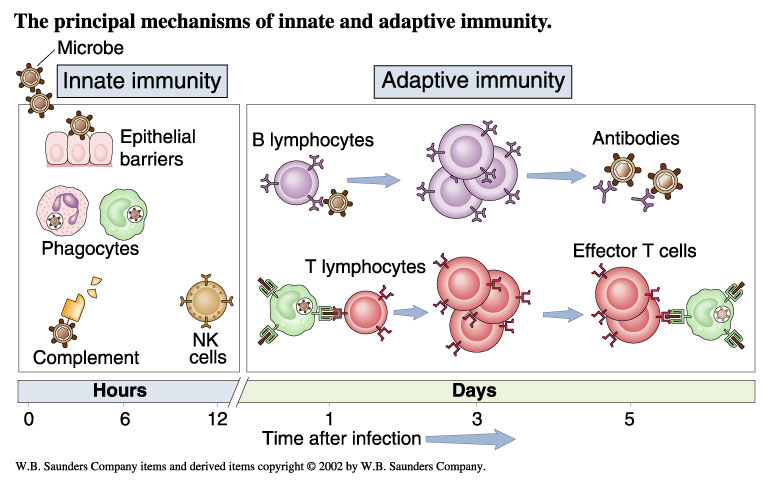 The principal mechanisms of innate and adaptive immunity.
Microbe
Innate immunity
Adaptive immunity
Epithelial
barriers
Phagocytes
Complement
NK
cells
B lymphocytes
Antibodies
T lymphocytes
Effector T cells
Hours
Days
0
6
12
1
3
5
Time after infection
W.B. Saunders Company items and derived items copyright © 2002 by W.B. Saunders Company.